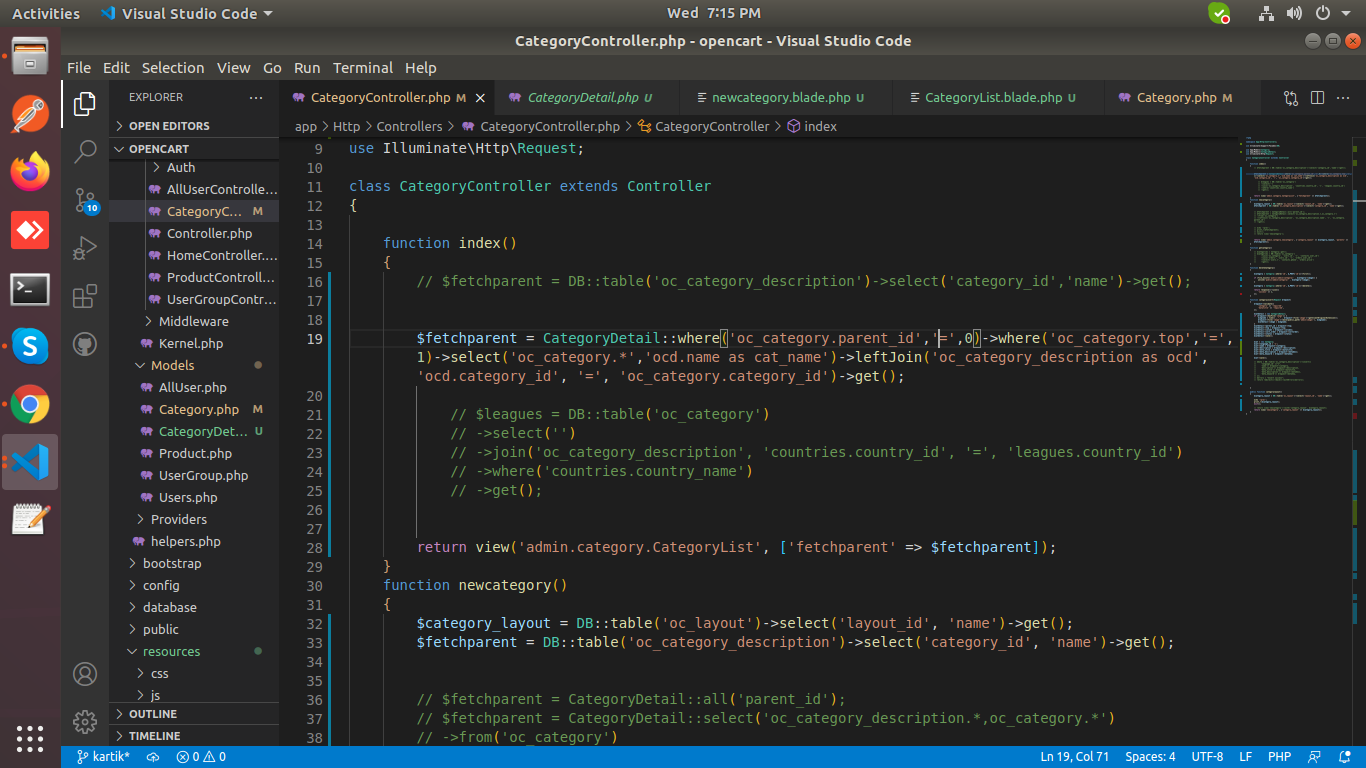 Activities
Visual Studio Code
Wed 7:15 PM
CategoryController.php - opencart - Visual Studio Code
File Edit Selection View Go Run Terminal Help
EXPLORER
CategoryController.php M
CategoryDetail.php U
newcategory.blade.php U
CategoryList.blade.php U
Category.php M
OPEN EDITORS
OPENCART
Auth
AllUserControlle...
CategoryC... M
Controller.php
HomeController....
ProductControll...
UserGroupContr...
Middleware
Kernel.php
Models
AllUser.php
Category.php M
CategoryDet... U
Product.php
UserGroup.php
Users.php
Providers
helpers.php
bootstrap
config
database
public
resources
css
js
OUTLINE
TIMELINE
10
app > Http > Controllers > CategoryController.php > CategoryController > index
9 use Illuminate\Http\Request;
10
11 class CategoryController extends Controller
12 {
13
14 function index()
15 {
16 // $fetchparent = DB::table('oc_category_description')->select('category_id','name')->get();
17
18
19 $fetchparent = CategoryDetail::where('oc_category.parent_id','=',0)->where('oc_category.top','=',
1)->select('oc_category.*','ocd.name as cat_name')->leftJoin('oc_category_description as ocd',
'ocd.category_id', '=', 'oc_category.category_id')->get();
20
21 // $leagues = DB::table('oc_category')
22 // ->select('')
23 // ->join('oc_category_description', 'countries.country_id', '=', 'leagues.country_id')
24 // ->where('countries.country_name')
25 // ->get();
26
27
28 return view('admin.category.CategoryList', ['fetchparent' => $fetchparent]);
29 }
30 function newcategory()
31 {
32 $category_layout = DB::table('oc_layout')->select('layout_id', 'name')->get();
33 $fetchparent = DB::table('oc_category_description')->select('category_id', 'name')->get();
34
35
36 // $fetchparent = CategoryDetail::all('parent_id');
37 // $fetchparent = CategoryDetail::select('oc_category_description.*,oc_category.*')
38 // ->from('oc_category')
kartik* 0 0 Ln 19, Col 71 Spaces: 4 UTF-8 LF PHP